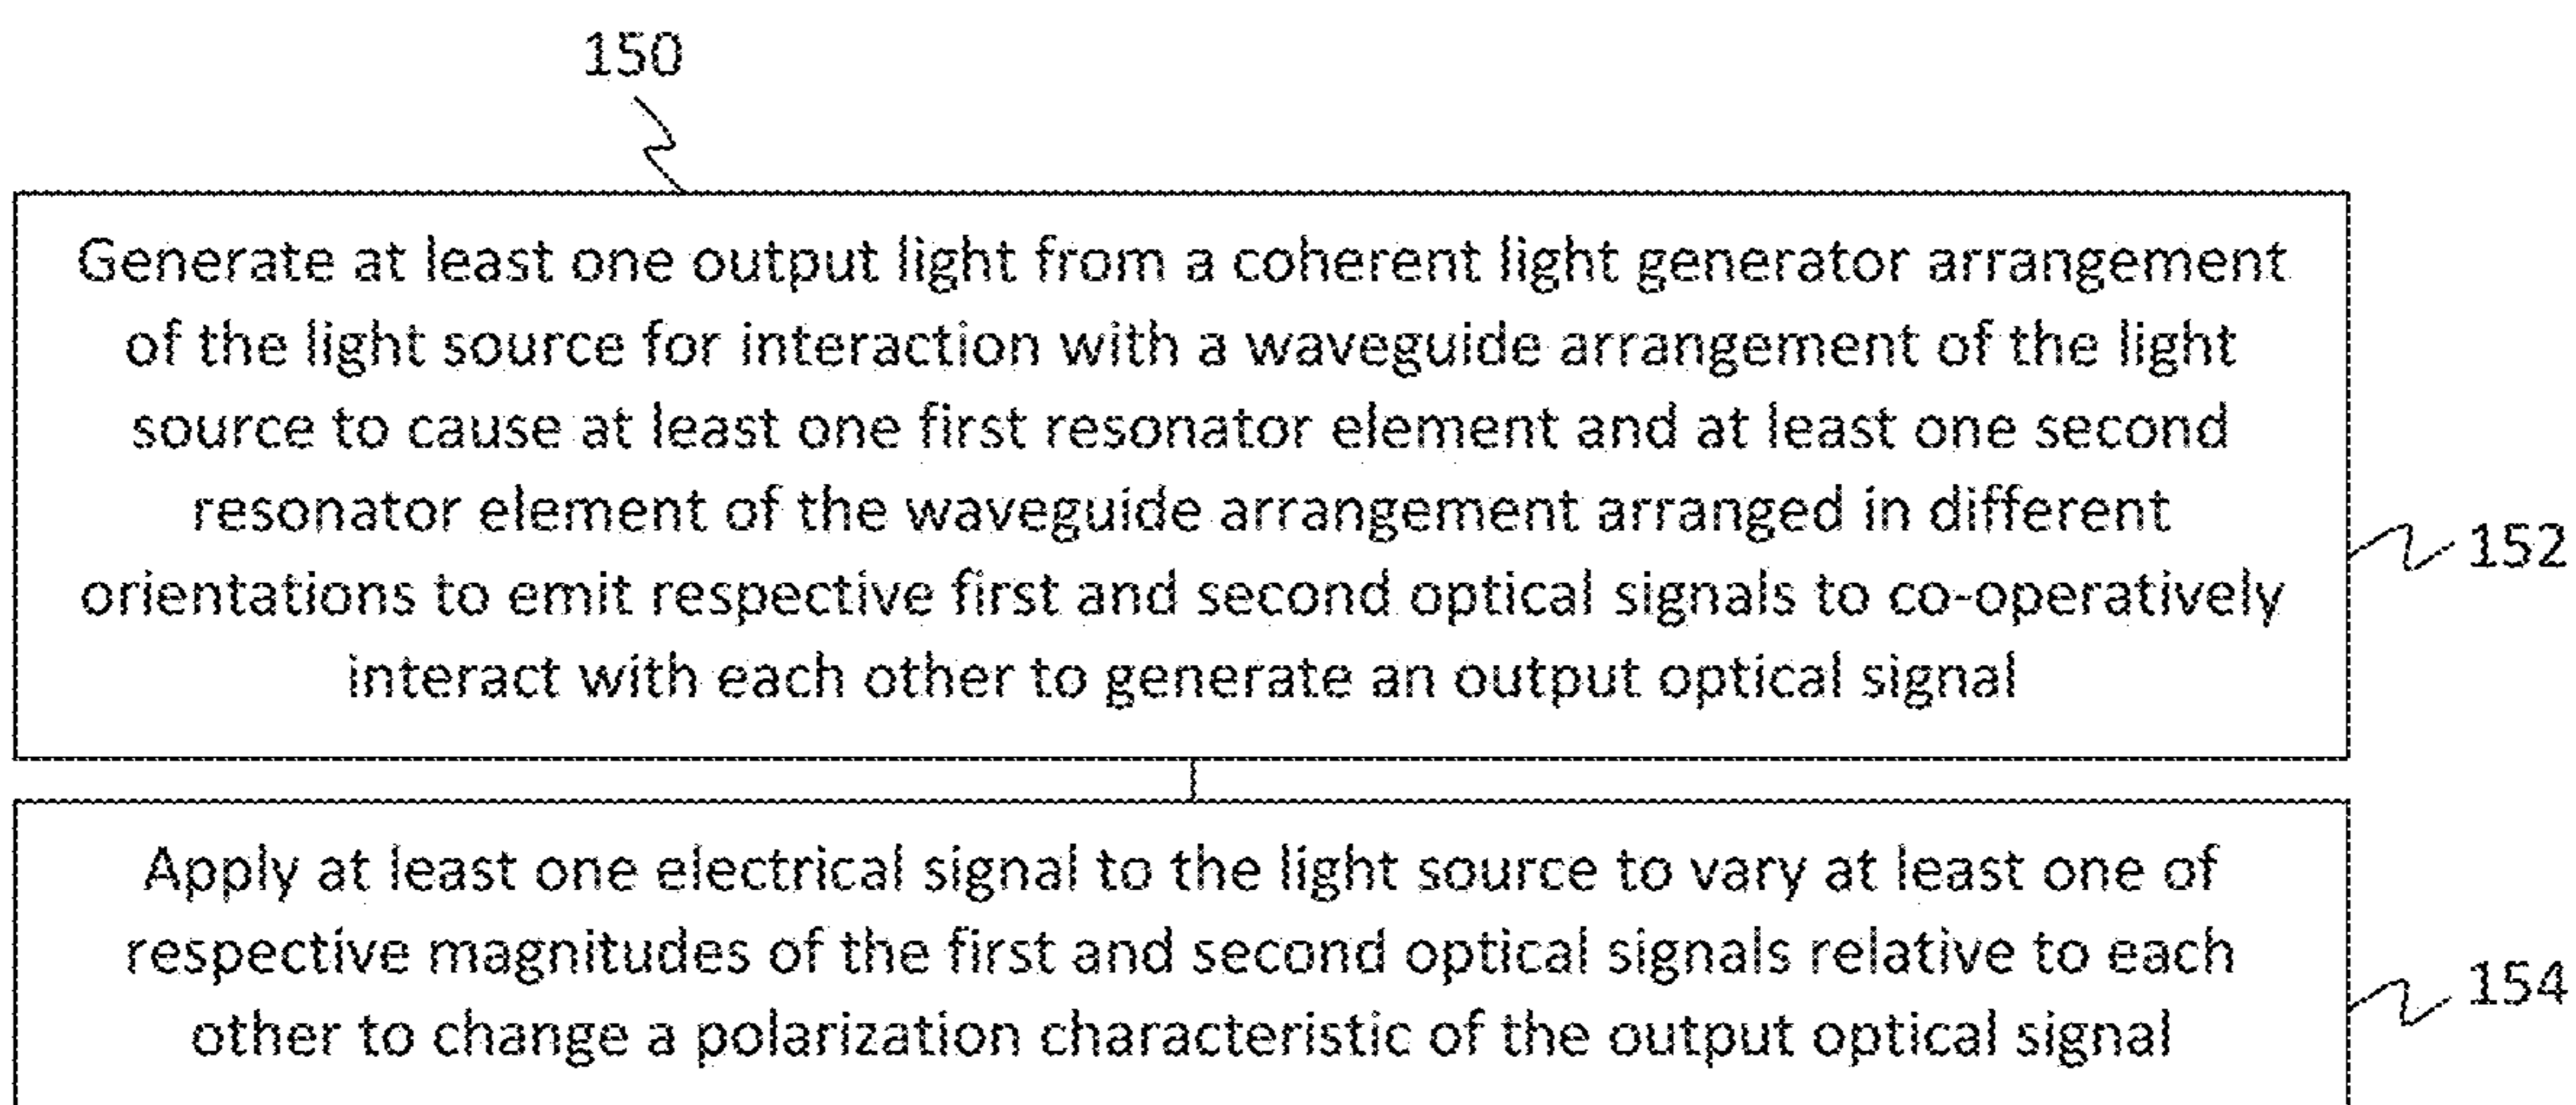 150
Generate at least one output light from a coherent light generator arrangement
of the light source for interaction with a waveguide arrangement of the light
source to cause at least one first resonator element and at least one second
resonator element of the waveguide arrangement arranged in different
orientations to emit respective first and second optical signals to co-operatively
interact with each other to generate an output optical signal
152
Apply at least one electrical signal to the light source to vary at least one of
respective magnitudes of the first and second optical signals relative to each
other to change a polarization characteristic of the output optical signal
154